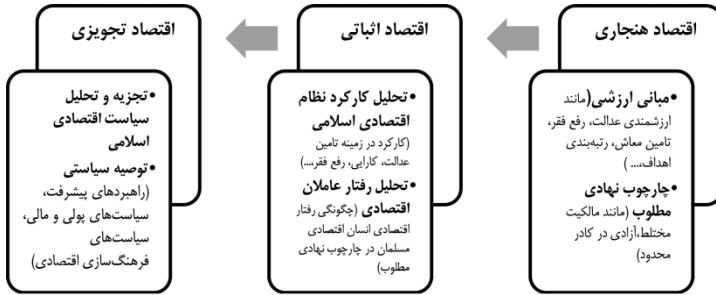 اقتصاد هنجاری
•مبانی ارزشی(مانند
ارزشمندی عدالت، رفع فقر،
تامین معاش، رتبه‌بندی
اهداف،... )
•چارچوب نهادی
مطلوب (مانند مالکیت
مختلط،آزادی در کادر
محدود)
اقتصاد اثباتی
•تحلیل کارکرد نظام
اقتصادی اسلامی
(کارکرد در زمینه تامین
عدالت، کارایی، رفع فقر،...)
•تحلیل رفتار عاملان
اقتصادی (چگونگی رفتار
اقتصادی انسان اقتصادی
مسلمان در چارچوب نهادی
مطلوب)
اقتصاد تجویزی
•تجزیه و تحلیل
سیاست اقتصادی
اسلامی
•توصیه سیاستی
(راهبردهای پیشرفت،
سیاست‌های پولی و مالی،
سیاست‌های
فرهنگ‌سازی اقتصادی)